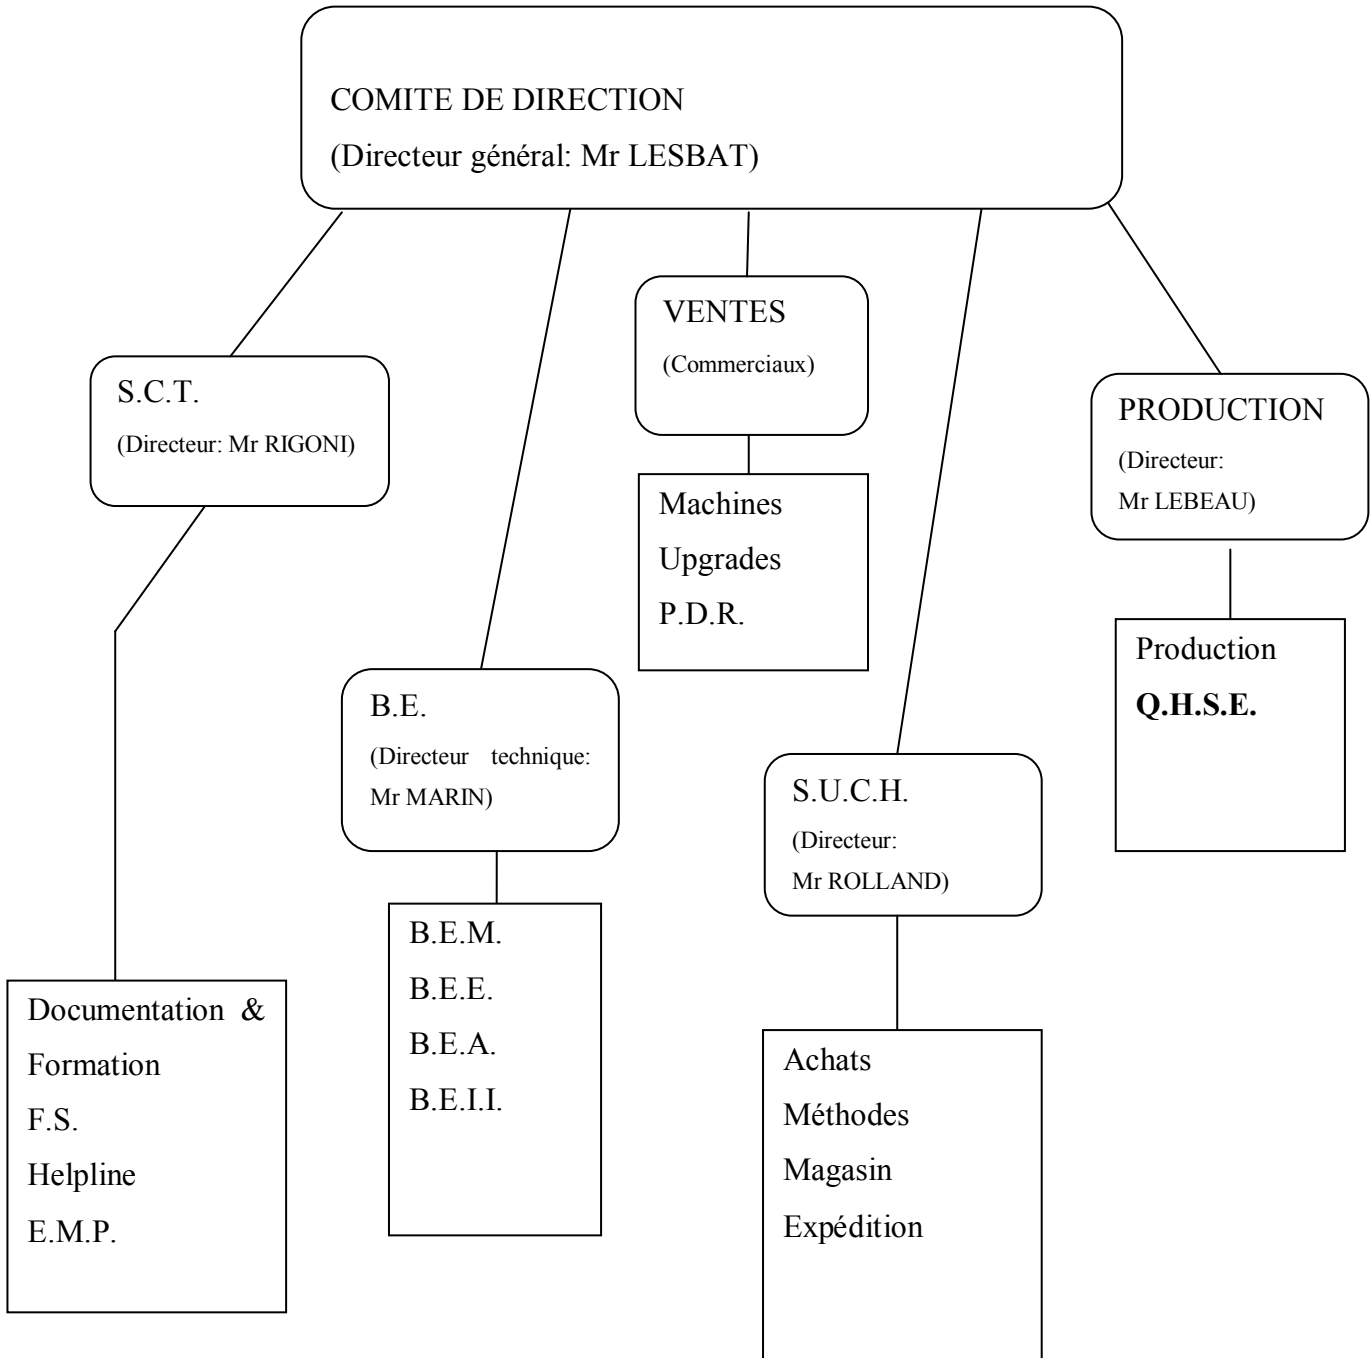 COMITE DE DIRECTION
(Directeur général: Mr LESBAT)
VENTES
(Commerciaux)
S.C.T.
(Directeur: Mr RIGONI)
PRODUCTION
(Directeur:
Mr LEBEAU)
Machines
Upgrades
P.D.R.
Production
Q.H.S.E.
B.E.
(Directeur technique:
Mr MARIN)
S.U.C.H.
(Directeur:
Mr ROLLAND)
B.E.M.
B.E.E.
B.E.A.
B.E.I.I.
Documentation &
Formation
F.S.
Helpline
E.M.P.
Achats
Méthodes
Magasin
Expédition